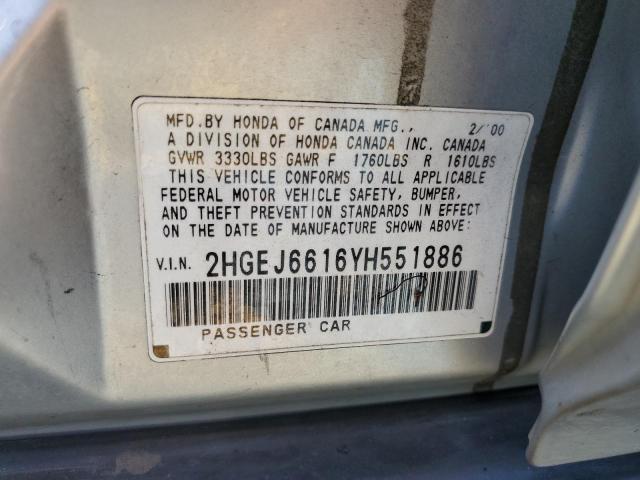 MFD.BY HONDA OF CANADA MFG., 2/'00
A DIVISION OF HONDA CANADA INC. CANADA
GVWR 3330LBS GAWR F 1760LBS R 1610LBS
THIS VEHICLE CONFORMS TO ALL APPLICABLE
FEDERAL MOTOR VEHICLE SAFETY, BUMPER,
AND THEFT PREVENTION STANDARDS IN EFFECT
ON THE DATE OF MANUFACTURE SHOWN ABOVE:
V.I.N. 2HGEJ6616YH551886
PASSENGER CAR